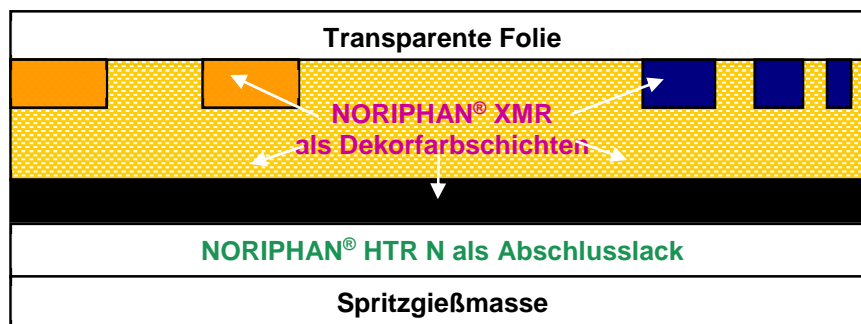 Transparente Folie
NORIPHAN® XMR
als Dekorfarbschichten
NORIPHAN® HTR N als Abschlusslack
Spritzgießmasse